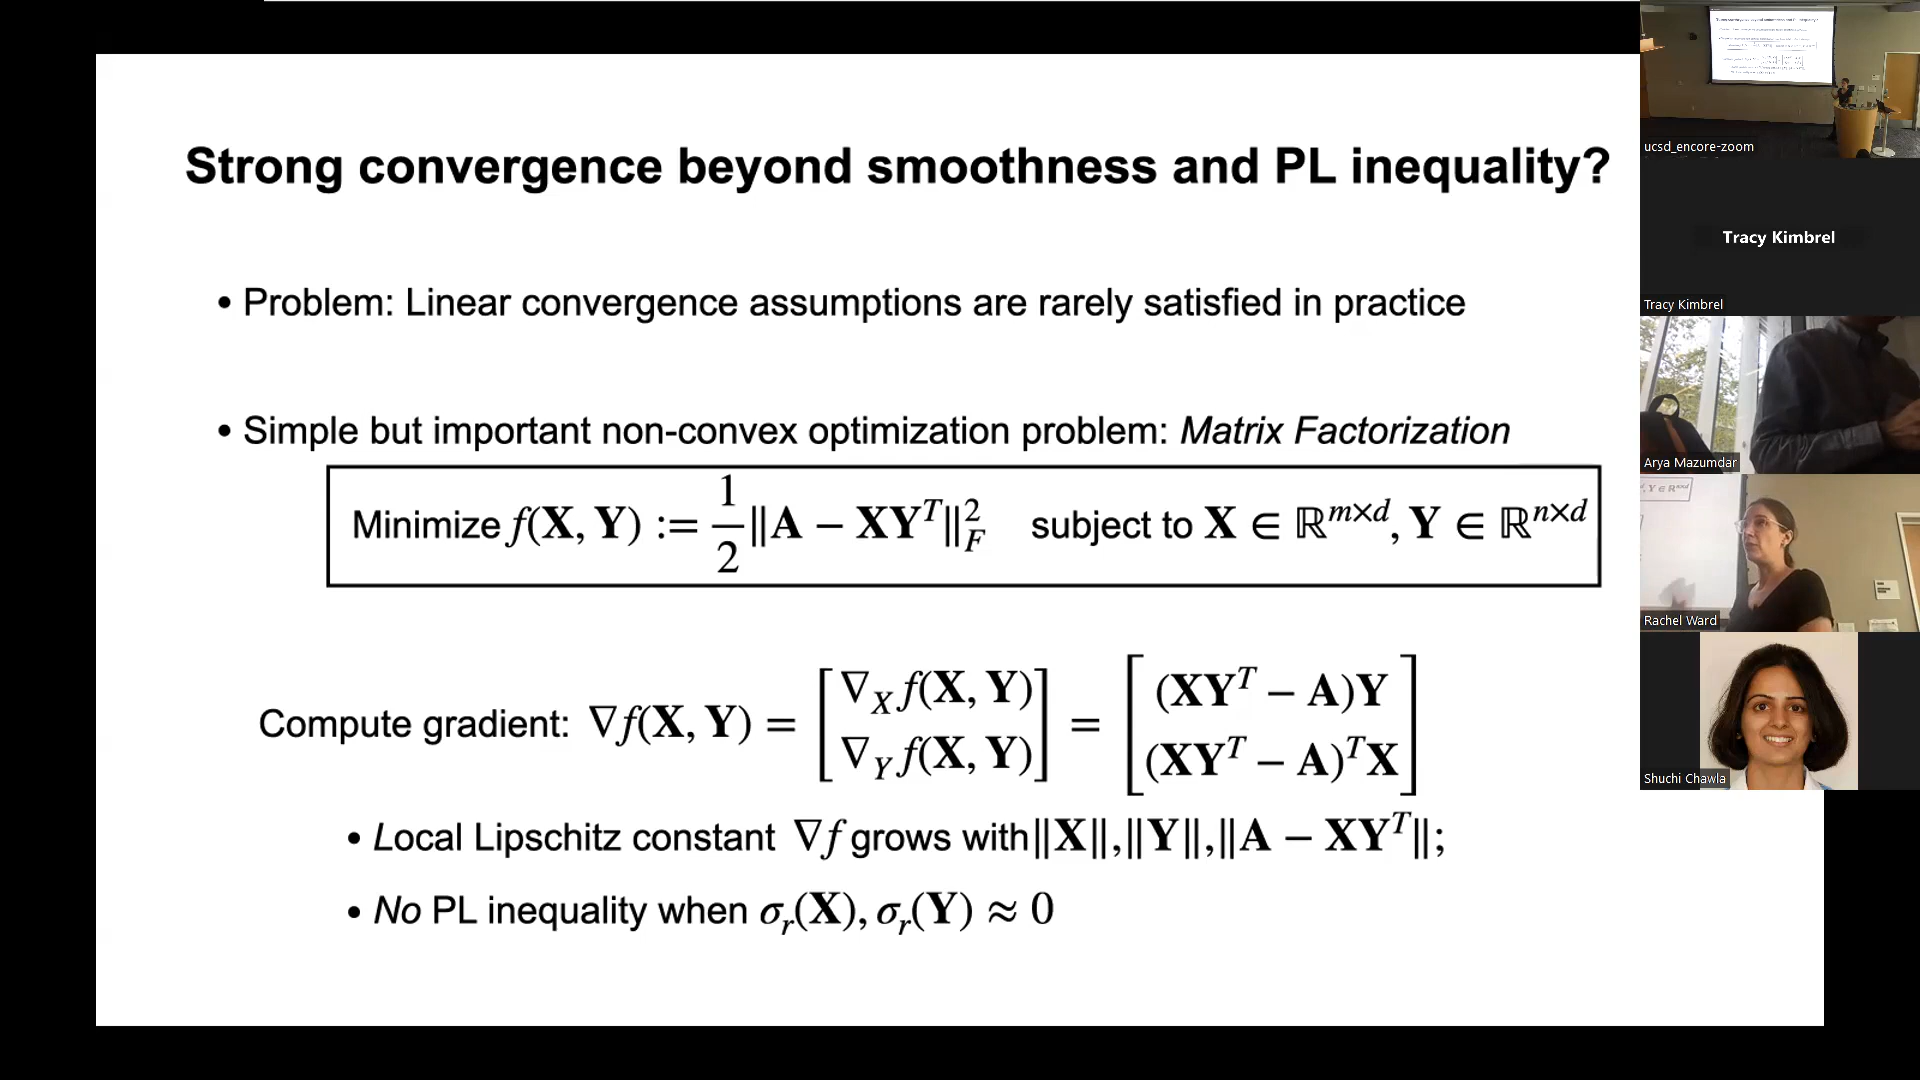 Strong convergence beyond smoothness and PL inequality?
• Problem: Linear convergence assumptions are rarely satisfied in practice
• Simple but important non-convex optimization problem: Matrix Factorization
Minimize f(X, Y) := 1/2 ‖A − XY^T‖_F^2 subject to X ∈ ℝ^{m×d}, Y ∈ ℝ^{n×d}
Compute gradient: ∇f(X, Y) = [∇_X f(X, Y) ∇_Y f(X, Y)] = [(XY^T − A)Y (XY^T − A)^T X]
• Local Lipschitz constant ∇f grows with ‖X‖,‖Y‖,‖A − XY^T‖;
• No PL inequality when σ_r(X), σ_r(Y) ≈ 0
ucsd_encore-zoom
Tracy Kimbrel
Tracy Kimbrel
Arya Mazumdar
Rachel Ward
Shuchi Chawla